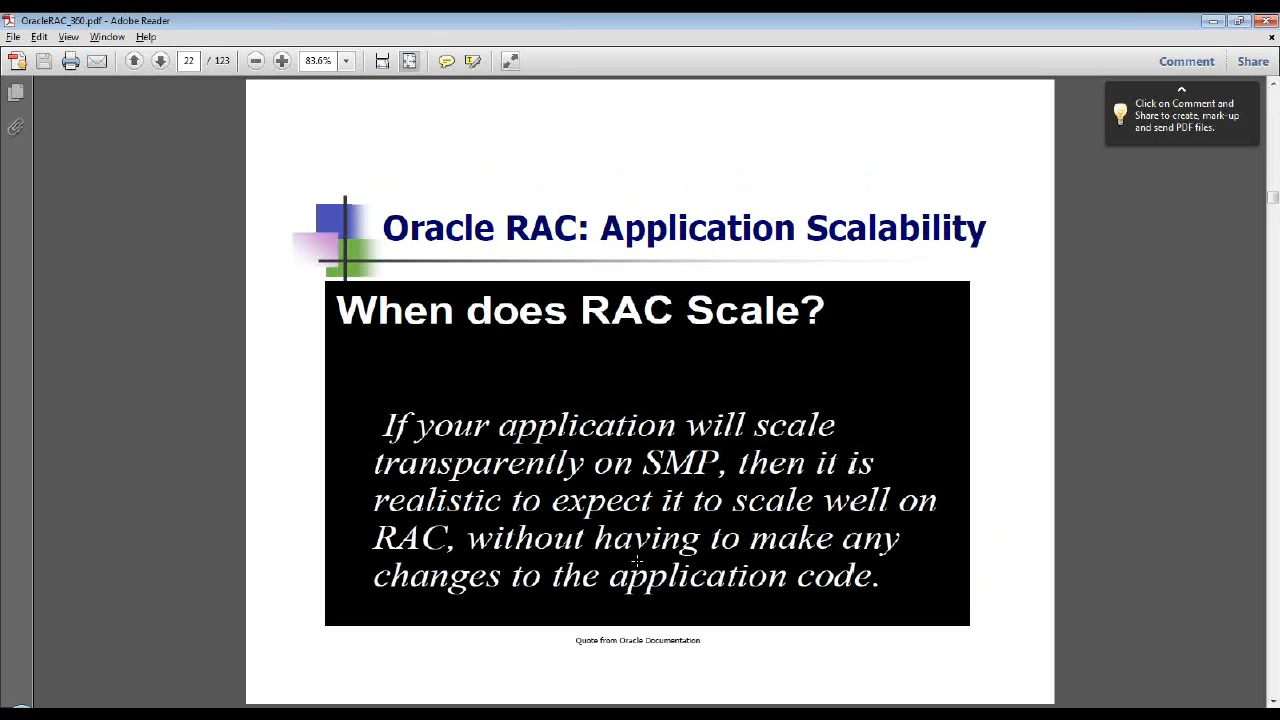 OracleRAC_360.pdf - Adobe Reader
File Edit View Window Help
22 / 123 83.6% Comment Share
Click on Comment and
Share to create, mark-up
and send PDF files.
Oracle RAC: Application Scalability
When does RAC Scale?
If your application will scale
transparently on SMP, then it is
realistic to expect it to scale well on
RAC, without having to make any
changes to the application code.
Quote from Oracle Documentation